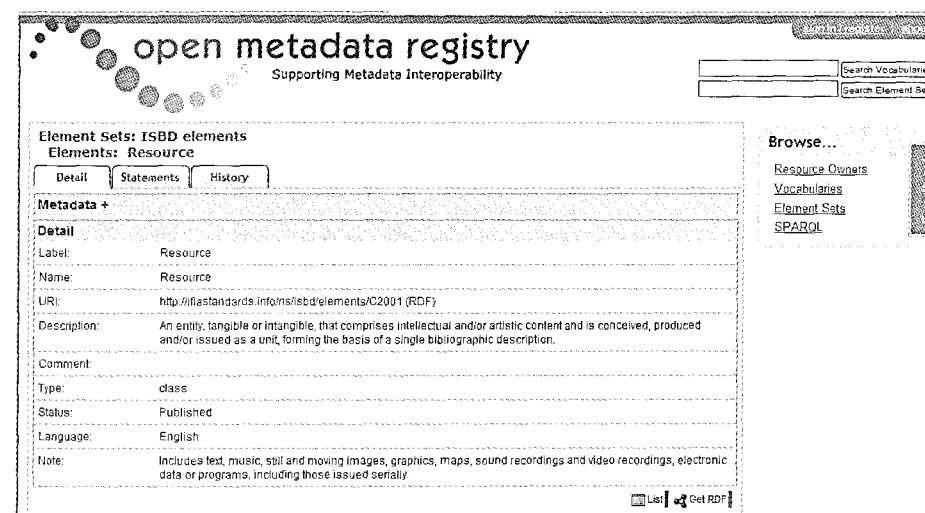 open metadata registry
Supporting Metadata Interoperability
Search Vocabularie
Search Element Se
Element Sets: ISBD elements
Elements: Resource
Detail
Statements
History
Metadata +
Detail
Label: Resource
Name: Resource
URI: http://iflastandards.info/ns/isbd/elements/C2001 (RDF)
Description: An entity, tangible or intangible, that comprises intellectual and/or artistic content and is conceived, produced
and/or issued as a unit, forming the basis of a single bibliographic description.
Comment:
Type: class
Status: Published
Language: English
Note: Includes text, music, still and moving images, graphics, maps, sound recordings and video recordings, electronic
data or programs, including those issued serially.
List Get RDF
Browse...
Resource Owners
Vocabularies
Element Sets
SPARQL